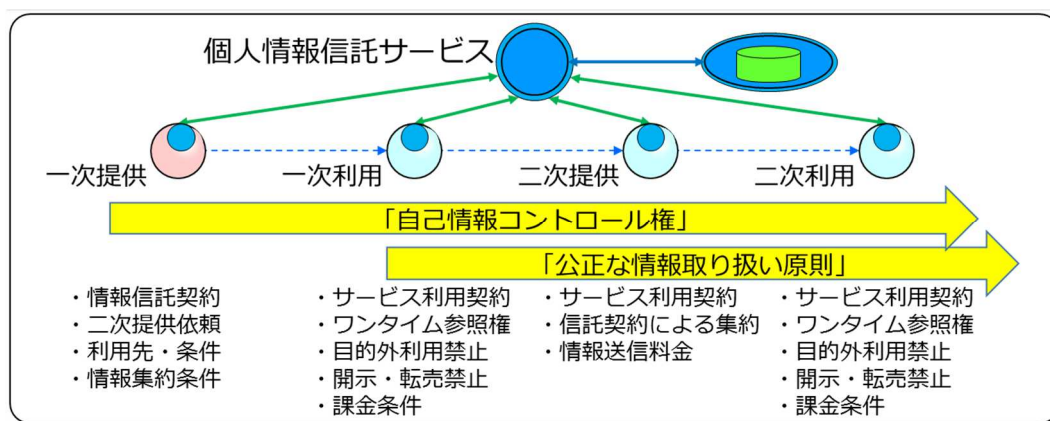 個人情報信託サービス
一次提供
一次利用
二次提供
二次利用
「自己情報コントロール権」
「公正な情報取り扱い原則」
・情報信託契約
・二次提供依頼
・利用先・条件
・情報集約条件
・サービス利用契約
・ワンタイム参照権
・目的外利用禁止
・開示・転売禁止
・課金条件
・サービス利用契約
・信託契約による集約
・情報送信料金
・サービス利用契約
・ワンタイム参照権
・目的外利用禁止
・開示・転売禁止
・課金条件